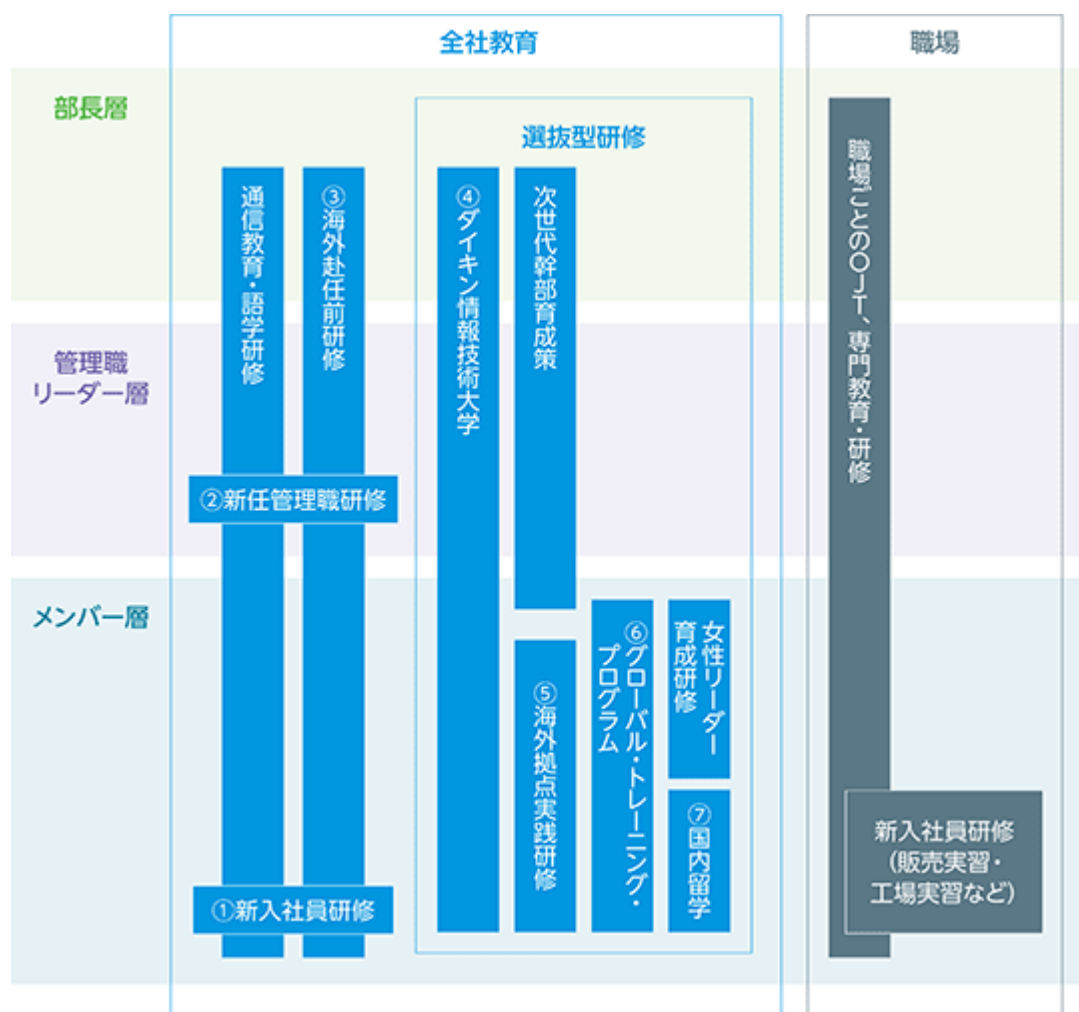 全社教育
職場
部長層
選抜型研修
通信教育・語学研修
③海外赴任前研修
④ダイキン情報技術大学
次世代幹部育成策
職場ごとのOJT、専門教育・研修
管理職
リーダー層
②新任管理職研修
メンバー層
⑤海外拠点実践研修
⑥グローバル・トレーニング・
プログラム
女性リーダー
育成研修
⑦国内留学
①新入社員研修
新入社員研修
(販売実習・
工場実習など)